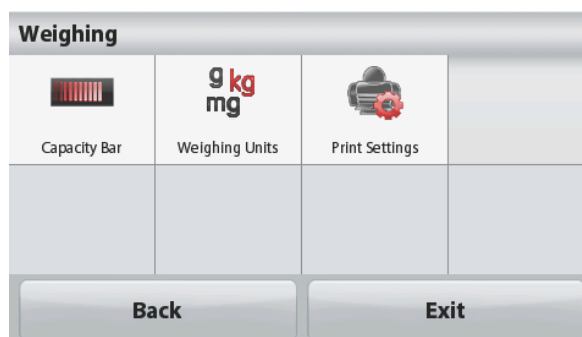 Weighing
g kg
mg
Capacity Bar Weighing Units Print Settings
Back Exit